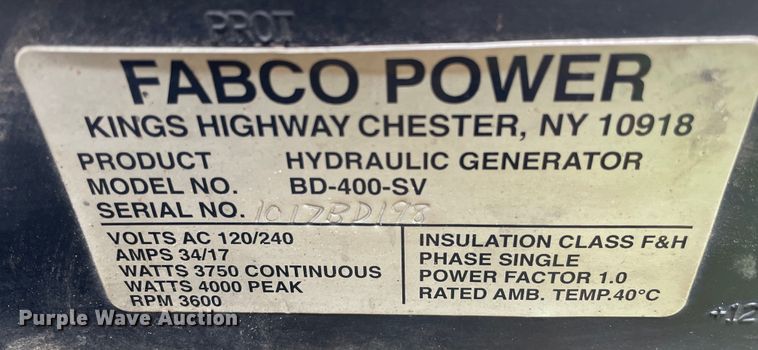 PROT
FABCO POWER
KINGS HIGHWAY CHESTER, NY 10918
PRODUCT HYDRAULIC GENERATOR
MODEL NO. BD-400-SV
SERIAL NO. 1017BD198
VOLTS AC 120/240
AMPS 34/17
WATTS 3750 CONTINUOUS
WATTS 4000 PEAK
RPM 3600
INSULATION CLASS F&H
PHASE SINGLE
POWER FACTOR 1.0
RATED AMB. TEMP.40°C
Purple Wave Auction